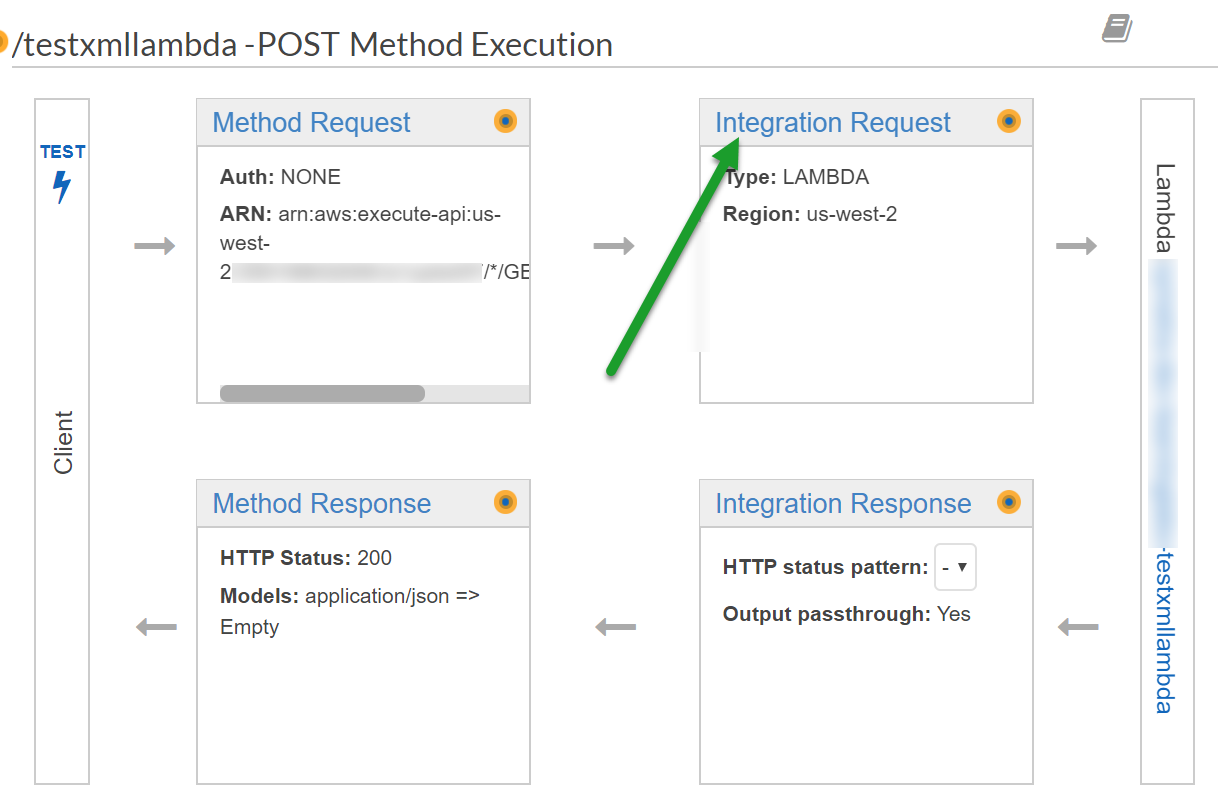 /testxmllambda -POST Method Execution
TEST
Client
Method Request
Auth: NONE
ARN: arn:aws:execute-api:us-
west-
2 /*/GE
Integration Request
Type: LAMBDA
Region: us-west-2
Lambda
-testxmllambda
Method Response
HTTP Status: 200
Models: application/json =>
Empty
Integration Response
HTTP status pattern: - ▼
Output passthrough: Yes